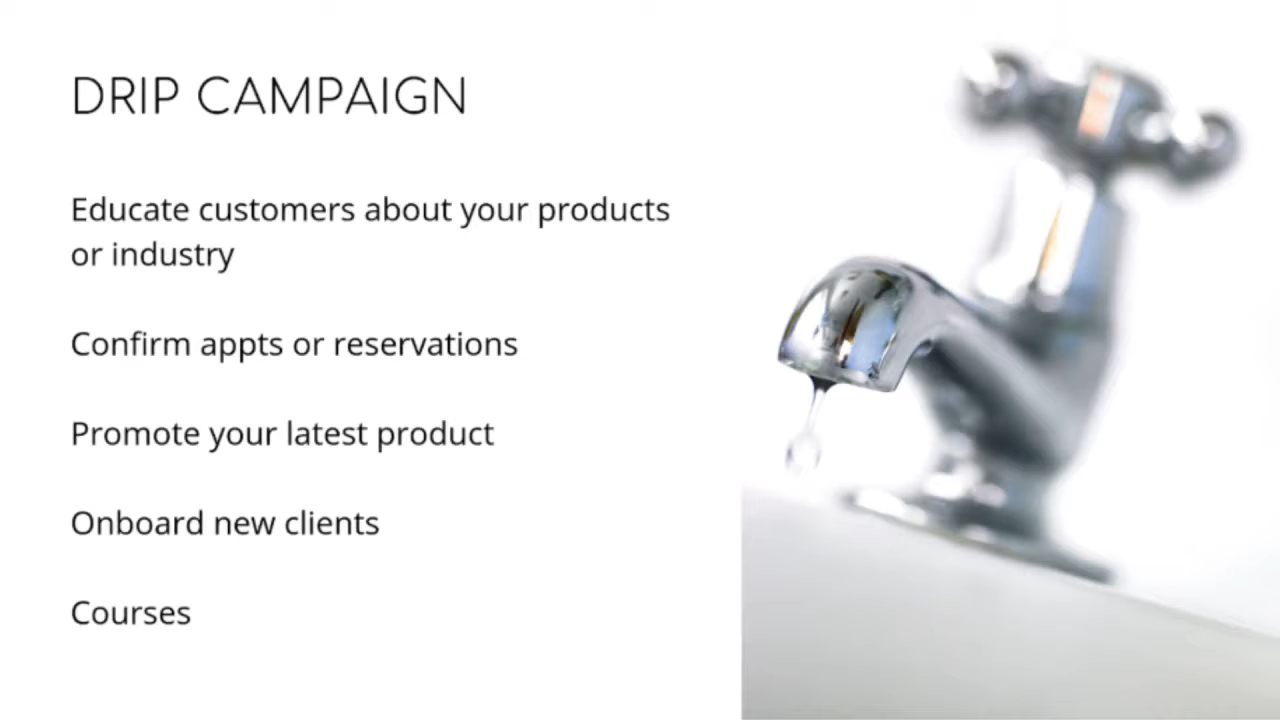 DRIP CAMPAIGN
Educate customers about your products
or industry
Confirm appts or reservations
Promote your latest product
Onboard new clients
Courses